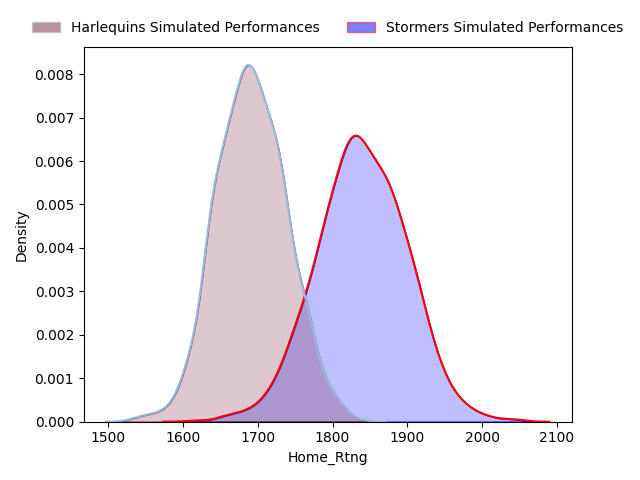 Harlequins Simulated Performances
Stormers Simulated Performances
0.008
0.007
0.006
0.005
0.004
0.003
0.002
0.001
0.000
Density
1500 1600 1700 1800 1900 2000 2100
Home_Rtng